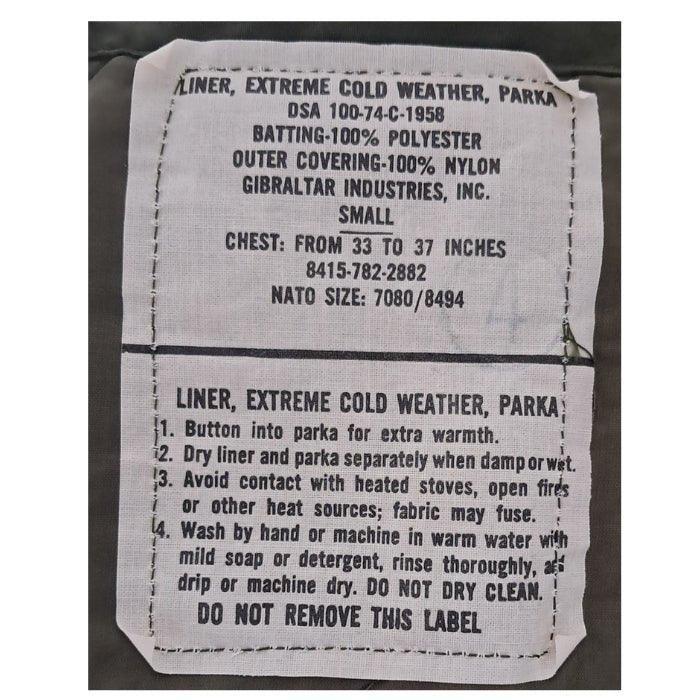 LINER, EXTREME COLD WEATHER, PARKA
DSA 100-74-C-1958
BATTING-100% POLYESTER
OUTER COVERING-100% NYLON
GIBRALTAR INDUSTRIES, INC.
SMALL
CHEST: FROM 33 TO 37 INCHES
8415-782-2882
NATO SIZE: 7080/8494
4
LINER, EXTREME COLD WEATHER, PARKA
1. Button into parka for extra warmth.
2. Dry liner and parka separately when damp or wet.
3. Avoid contact with heated stoves, open fires
or other heat sources; fabric may fuse.
4. Wash by hand or machine in warm water with
mild soap or detergent, rinse thoroughly, and
drip or machine dry. DO NOT DRY CLEAN.
DO NOT REMOVE THIS LABEL